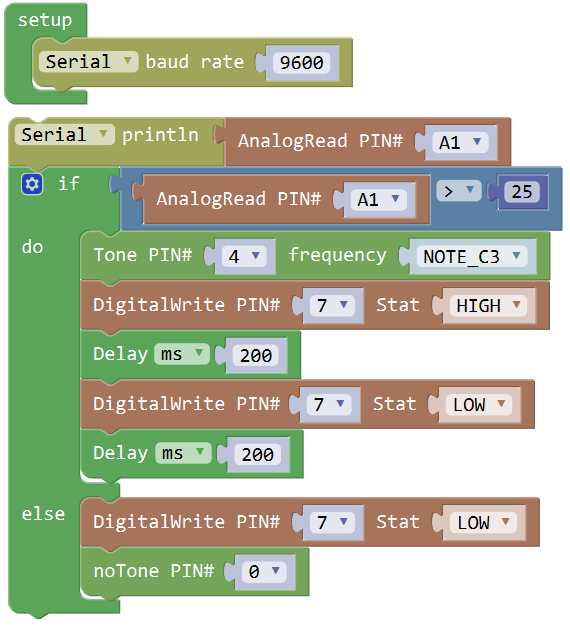 setup
Serial baud rate 9600
Serial println AnalogRead PIN# A1
if AnalogRead PIN# A1 > 25
do
Tone PIN# 4 frequency NOTE_C3
DigitalWrite PIN# 7 Stat HIGH
Delay ms 200
DigitalWrite PIN# 7 Stat LOW
Delay ms 200
else DigitalWrite PIN# 7 Stat LOW
noTone PIN# 0